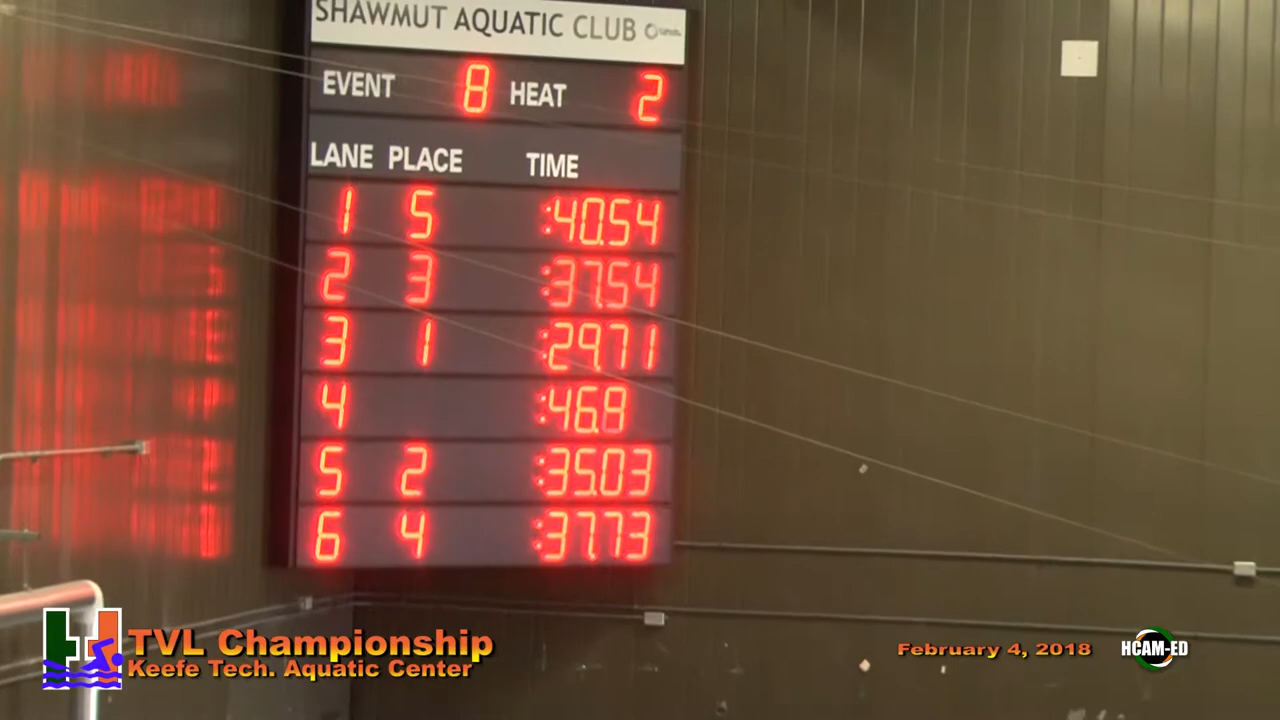 SHAWMUT AQUATIC CLUB
EVENT 8 HEAT 2
LANE PLACE TIME
1 5 :40.54
2 3 :37.54
3 1 :29.71
4 :46.8
5 2 :35.03
6 4 :37.73
TVL Championship
Keefe Tech. Aquatic Center
February 4, 2018
HCAM-ED
H